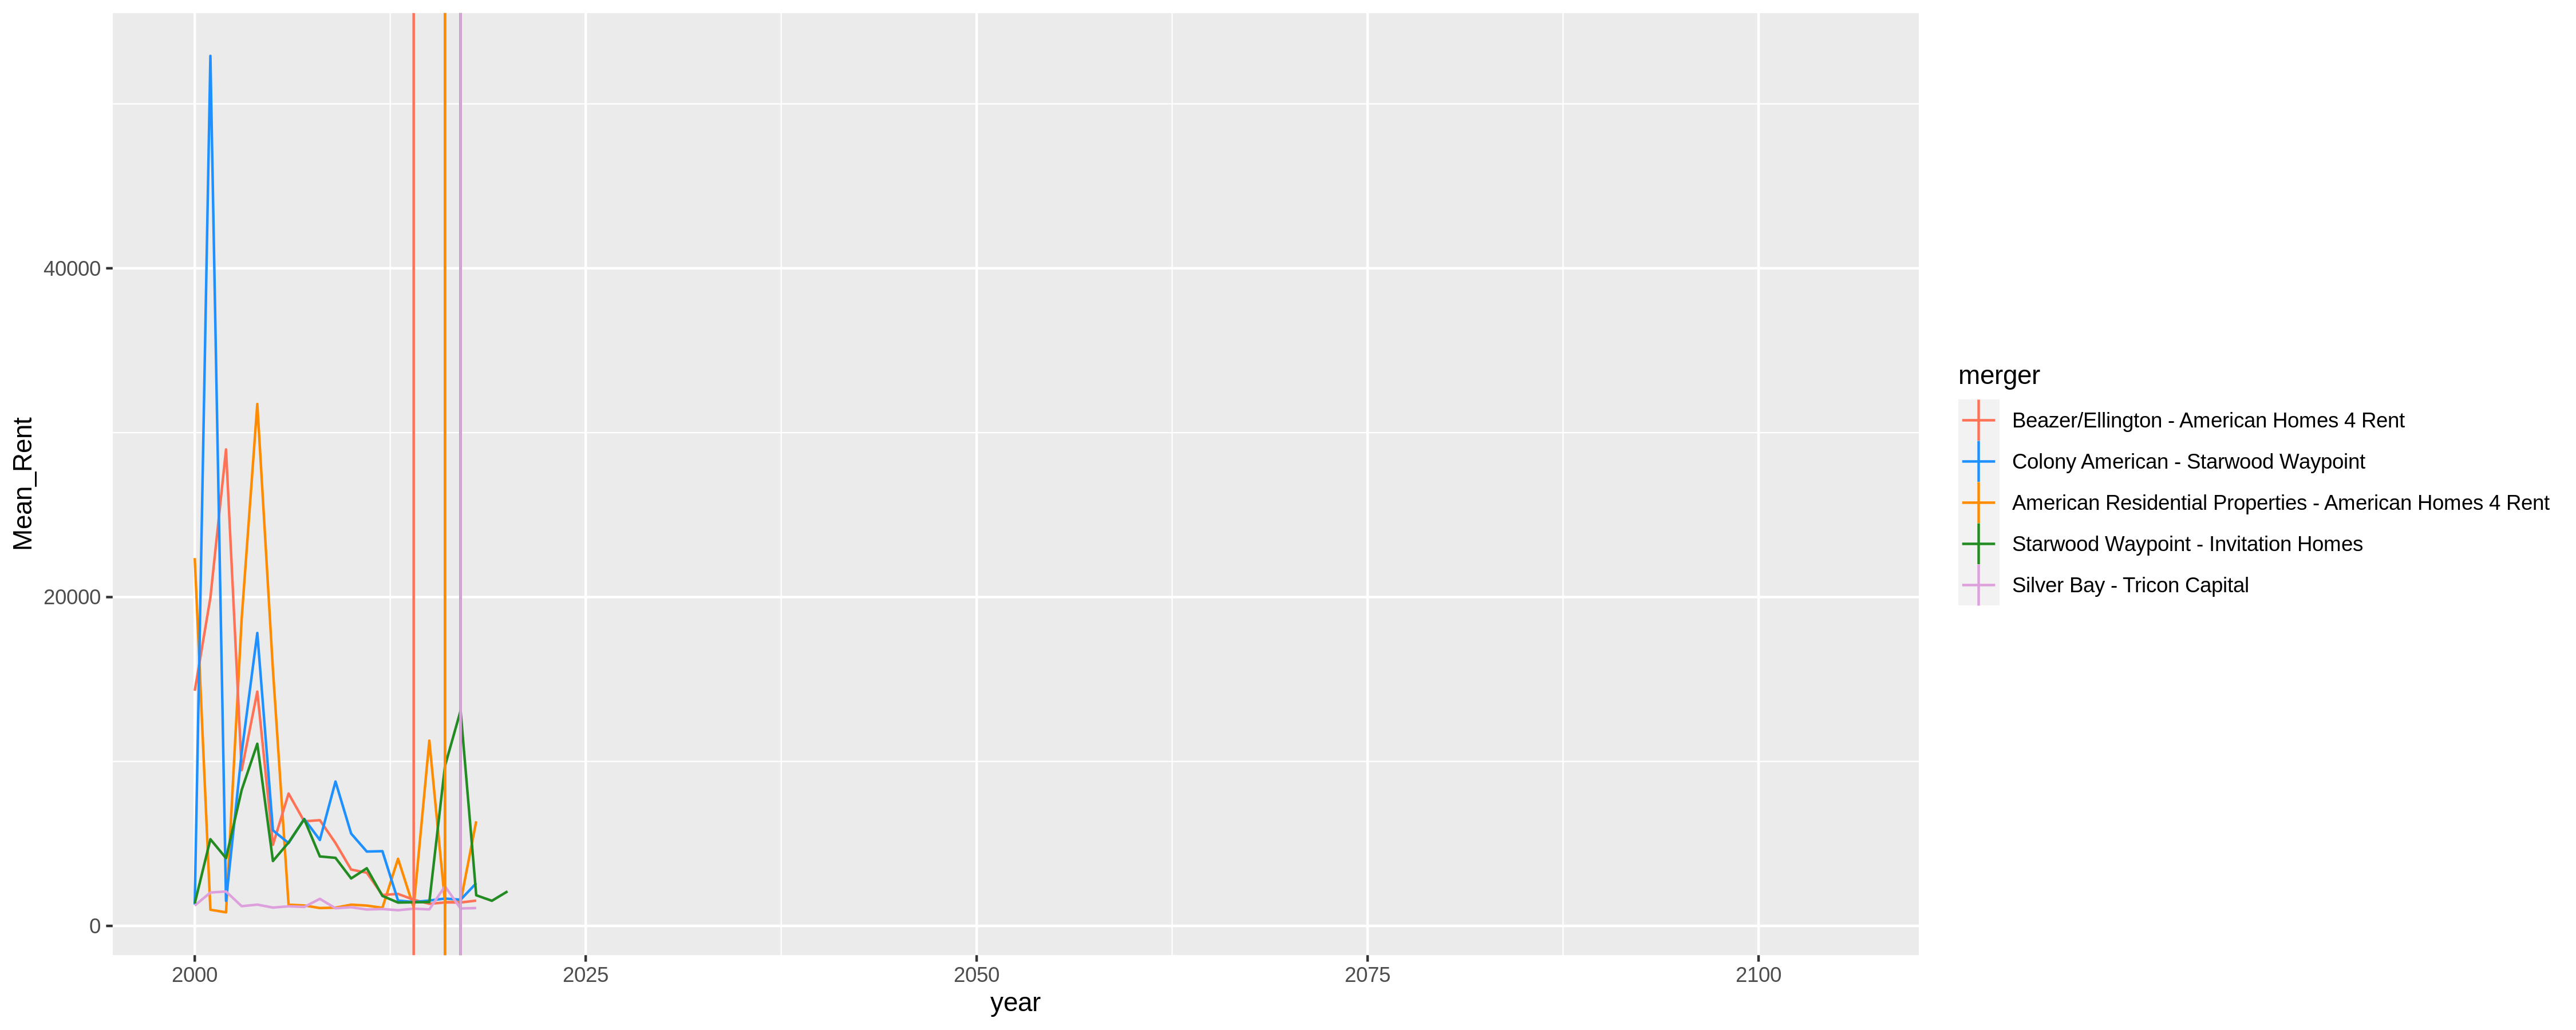 Mean_Rent
40000
20000
0
2000
2025
2050
2075
2100
year
merger
Beazer/Ellington - American Homes 4 Rent
Colony American - Starwood Waypoint
American Residential Properties - American Homes 4 Rent
Starwood Waypoint - Invitation Homes
Silver Bay - Tricon Capital